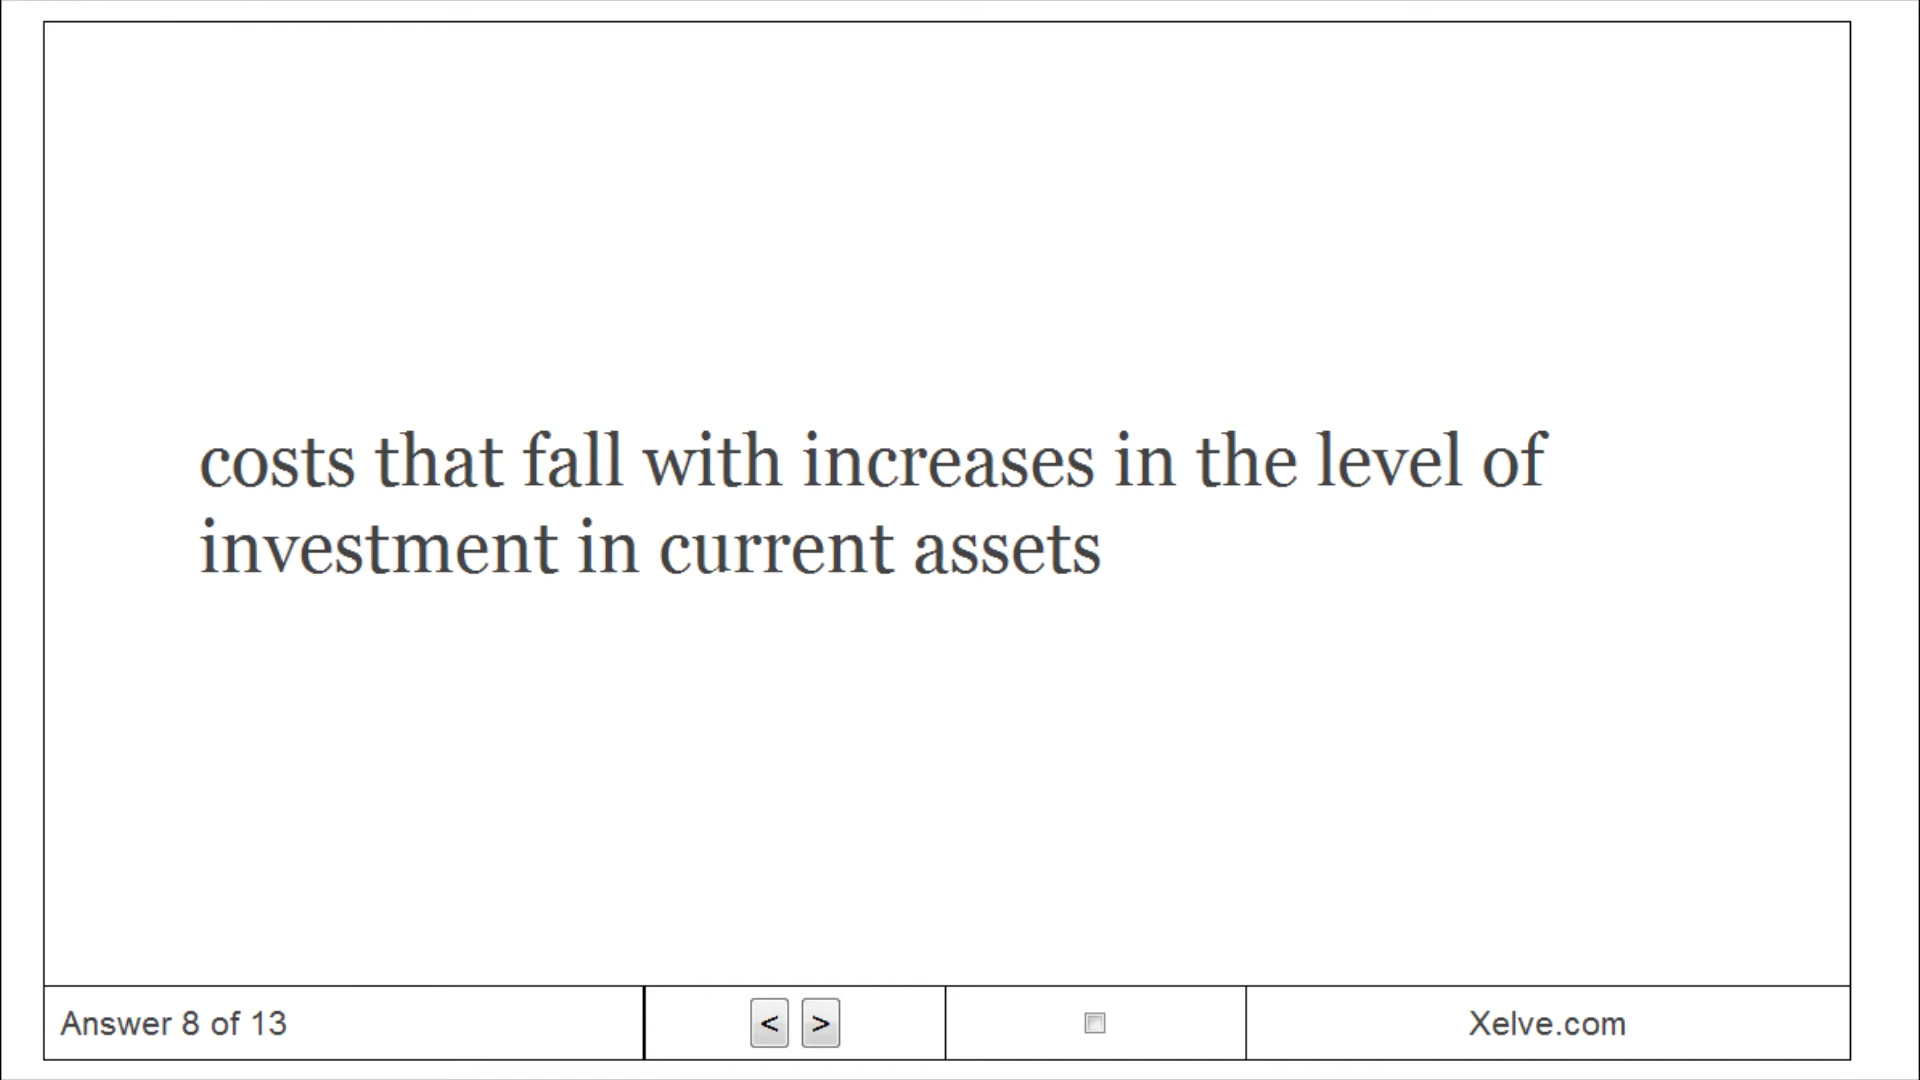 costs that fall with increases in the level of
investment in current assets
Answer 8 of 13
< >
Xelve.com